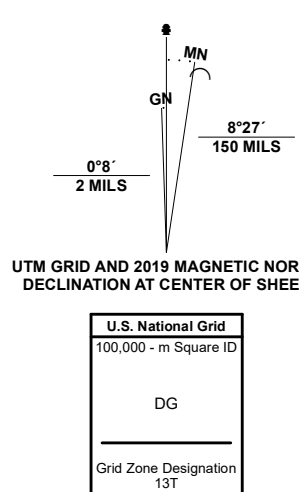 MN
GN
8°27´
150 MILS
0°8´
2 MILS
UTM GRID AND 2019 MAGNETIC NOR
DECLINATION AT CENTER OF SHEE
U.S. National Grid
100,000 - m Square ID
DG
Grid Zone Designation
13T